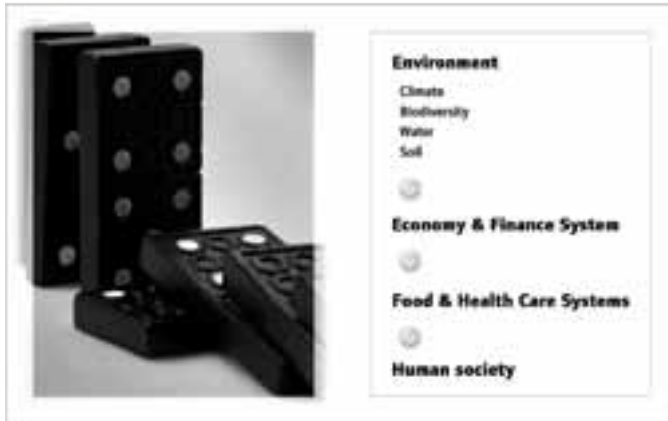 Environment
Climate
Biodiversity
Water
Soil
Economy & Finance System
Food & Health Care Systems
Human society